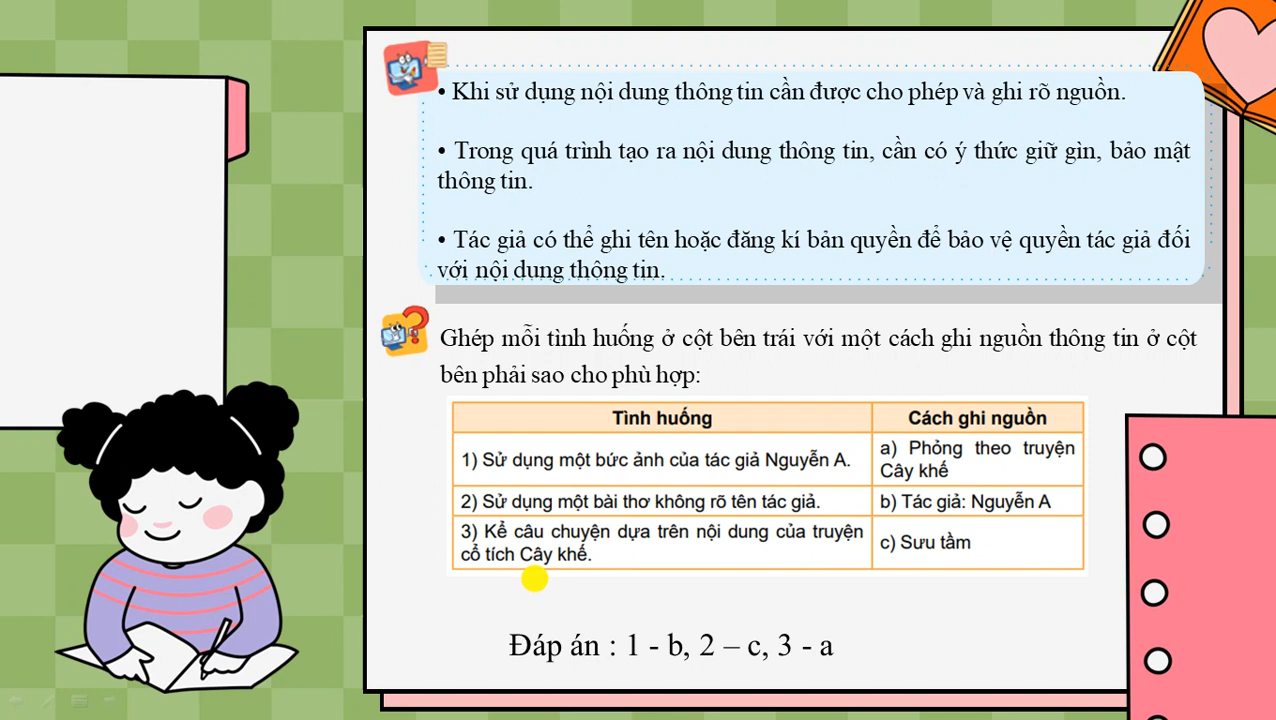 • Khi sử dụng nội dung thông tin cần được cho phép và ghi rõ nguồn.
• Trong quá trình tạo ra nội dung thông tin, cần có ý thức giữ gìn, bảo mật
thông tin.
• Tác giả có thể ghi tên hoặc đăng kí bản quyền để bảo vệ quyền tác giả đối
với nội dung thông tin.
Ghép mỗi tình huống ở cột bên trái với một cách ghi nguồn thông tin ở cột
bên phải sao cho phù hợp:
Tình huống
Cách ghi nguồn
1) Sử dụng một bức ảnh của tác giả Nguyễn A.
a) Phỏng theo truyện
Cây khế
2) Sử dụng một bài thơ không rõ tên tác giả.
b) Tác giả: Nguyễn A
3) Kể câu chuyện dựa trên nội dung của truyện
cổ tích Cây khế.
c) Sưu tầm
Đáp án : 1 - b, 2 – c, 3 - a